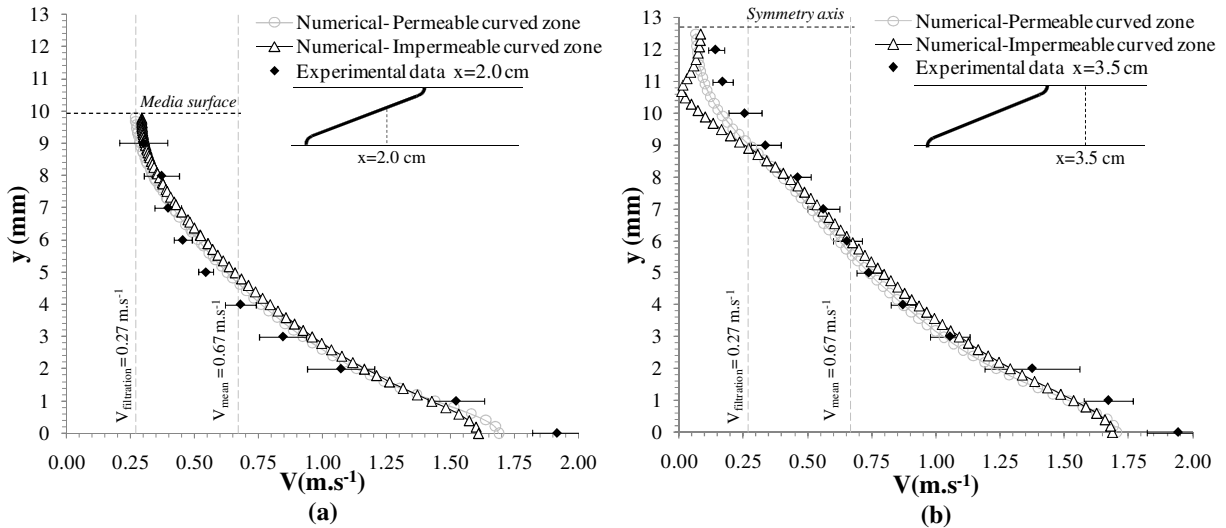 13
12
11
10
9
8
7
6
5
4
3
2
1
0
y (mm)
Numerical- Permeable curved zone
Numerical- Impermeable curved zone
Experimental data x=2.0 cm
Media surface
x=2.0 cm
V filtration = 0.27 m.s-1
V mean = 0.67 m.s-1
0.00 0.25 0.50 0.75 1.00 1.25 1.50 1.75 2.00
V(m.s-1)
(a)
13
12
11
10
9
8
7
6
5
4
3
2
1
0
y (mm)
Symmetry axis
Numerical-Permeable curved zone
Numerical-Impermeable curved zone
Experimental data x=3.5 cm
x=3.5 cm
V filtration = 0.27 m.s-1
V mean = 0.67 m.s-1
0.00 0.25 0.50 0.75 1.00 1.25 1.50 1.75 2.00
V(m.s-1)
(b)